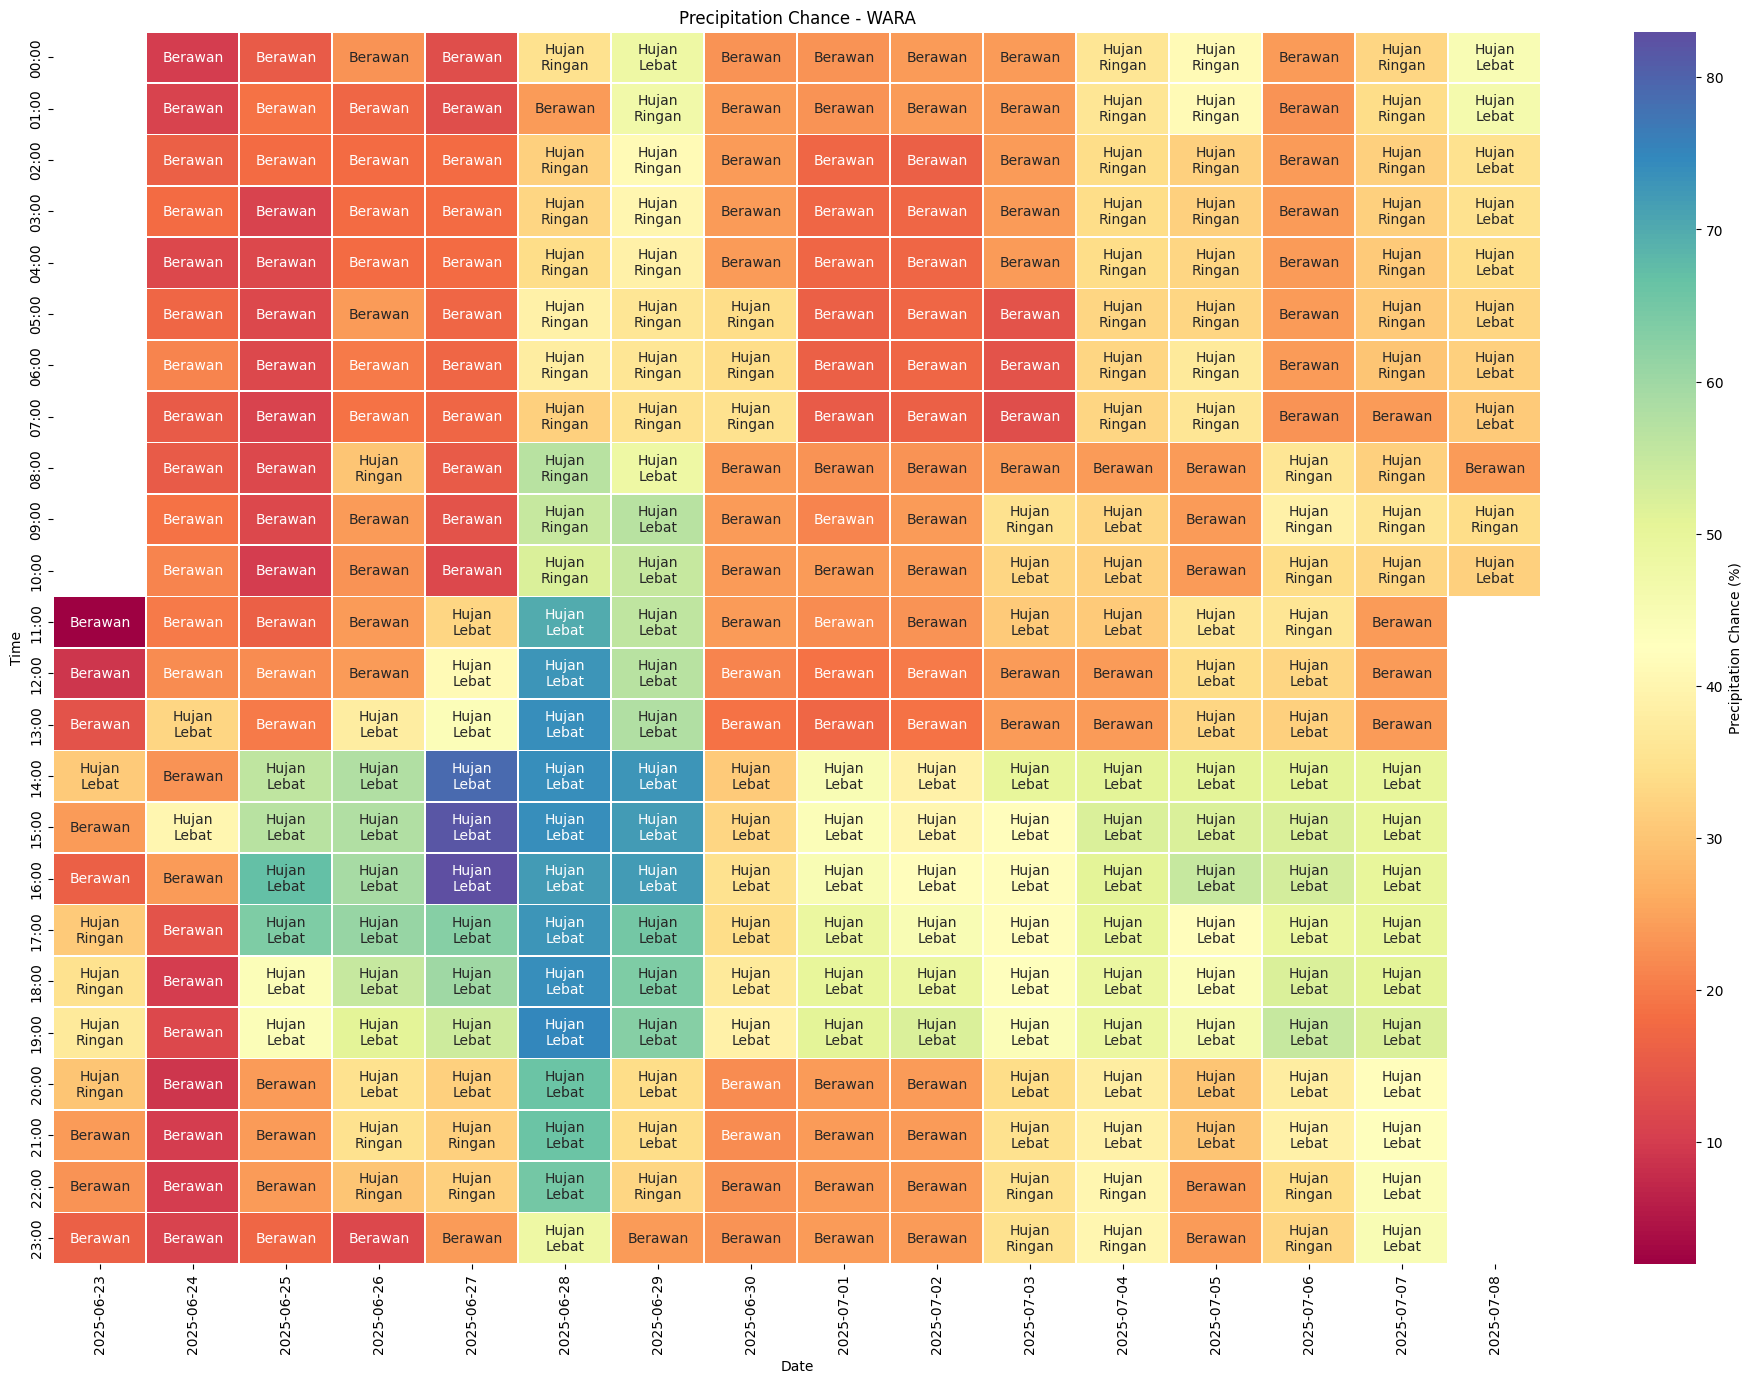 Precipitation Chance - WARA
00:00 Berawan Berawan Berawan Berawan Hujan Ringan Hujan Lebat Berawan Berawan Berawan Berawan Hujan Ringan Hujan Ringan Berawan Hujan Ringan Hujan Lebat
01:00 Berawan Berawan Berawan Berawan Berawan Hujan Ringan Berawan Berawan Berawan Berawan Hujan Ringan Hujan Ringan Berawan Hujan Ringan Hujan Lebat
02:00 Berawan Berawan Berawan Berawan Hujan Ringan Hujan Ringan Berawan Berawan Berawan Berawan Hujan Ringan Hujan Ringan Berawan Hujan Ringan Hujan Lebat
03:00 Berawan Berawan Berawan Berawan Hujan Ringan Hujan Ringan Berawan Berawan Berawan Berawan Hujan Ringan Hujan Ringan Berawan Hujan Ringan Hujan Lebat
04:00 Berawan Berawan Berawan Berawan Hujan Ringan Hujan Ringan Berawan Berawan Berawan Berawan Hujan Ringan Hujan Ringan Berawan Hujan Ringan Hujan Lebat
05:00 Berawan Berawan Berawan Berawan Hujan Ringan Hujan Ringan Hujan Ringan Berawan Berawan Berawan Hujan Ringan Hujan Ringan Berawan Hujan Ringan Hujan Lebat
06:00 Berawan Berawan Berawan Berawan Hujan Ringan Hujan Ringan Hujan Ringan Berawan Berawan Berawan Hujan Ringan Hujan Ringan Berawan Hujan Ringan Hujan Lebat
07:00 Berawan Berawan Berawan Berawan Hujan Ringan Hujan Ringan Hujan Ringan Berawan Berawan Berawan Hujan Ringan Hujan Ringan Berawan Berawan Hujan Lebat
08:00 Berawan Berawan Hujan Ringan Berawan Hujan Ringan Hujan Lebat Berawan Berawan Berawan Berawan Berawan Berawan Hujan Ringan Hujan Ringan Berawan
09:00 Berawan Berawan Berawan Berawan Hujan Ringan Hujan Lebat Berawan Berawan Berawan Hujan Ringan Hujan Lebat Berawan Hujan Ringan Hujan Ringan Hujan Ringan
10:00 Berawan Berawan Berawan Berawan Hujan Ringan Hujan Lebat Berawan Berawan Berawan Hujan Lebat Hujan Lebat Berawan Hujan Ringan Hujan Ringan Hujan Lebat
11:00 Berawan Berawan Berawan Berawan Hujan Lebat Hujan Lebat Hujan Lebat Berawan Berawan Berawan Hujan Lebat Hujan Lebat Hujan Lebat Hujan Ringan Berawan
12:00 Berawan Berawan Berawan Berawan Hujan Lebat Hujan Lebat Hujan Lebat Berawan Berawan Berawan Berawan Berawan Hujan Lebat Hujan Lebat Berawan
13:00 Berawan Hujan Lebat Berawan Hujan Lebat Hujan Lebat Hujan Lebat Hujan Lebat Berawan Berawan Berawan Berawan Berawan Hujan Lebat Hujan Lebat Berawan
14:00 Hujan Lebat Berawan Hujan Lebat Hujan Lebat Hujan Lebat Hujan Lebat Hujan Lebat Hujan Lebat Hujan Lebat Hujan Lebat Hujan Lebat Hujan Lebat Hujan Lebat Hujan Lebat Hujan Lebat
15:00 Berawan Hujan Lebat Hujan Lebat Hujan Lebat Hujan Lebat Hujan Lebat Hujan Lebat Hujan Lebat Hujan Lebat Hujan Lebat Hujan Lebat Hujan Lebat Hujan Lebat Hujan Lebat Hujan Lebat
16:00 Berawan Berawan Hujan Lebat Hujan Lebat Hujan Lebat Hujan Lebat Hujan Lebat Hujan Lebat Hujan Lebat Hujan Lebat Hujan Lebat Hujan Lebat Hujan Lebat Hujan Lebat Hujan Lebat
17:00 Hujan Ringan Berawan Hujan Lebat Hujan Lebat Hujan Lebat Hujan Lebat Hujan Lebat Hujan Lebat Hujan Lebat Hujan Lebat Hujan Lebat Hujan Lebat Hujan Lebat Hujan Lebat Hujan Lebat
18:00 Hujan Ringan Berawan Hujan Lebat Hujan Lebat Hujan Lebat Hujan Lebat Hujan Lebat Hujan Lebat Hujan Lebat Hujan Lebat Hujan Lebat Hujan Lebat Hujan Lebat Hujan Lebat Hujan Lebat
19:00 Hujan Ringan Berawan Hujan Lebat Hujan Lebat Hujan Lebat Hujan Lebat Hujan Lebat Hujan Lebat Hujan Lebat Hujan Lebat Hujan Lebat Hujan Lebat Hujan Lebat Hujan Lebat Hujan Lebat
20:00 Hujan Ringan Berawan Berawan Hujan Lebat Hujan Lebat Hujan Lebat Hujan Lebat Berawan Berawan Berawan Hujan Lebat Hujan Lebat Hujan Lebat Hujan Lebat Hujan Lebat
21:00 Berawan Berawan Berawan Hujan Ringan Hujan Ringan Hujan Lebat Hujan Lebat Berawan Berawan Berawan Hujan Lebat Hujan Lebat Hujan Lebat Hujan Lebat Hujan Lebat
22:00 Berawan Berawan Berawan Hujan Ringan Hujan Ringan Hujan Lebat Hujan Ringan Berawan Berawan Berawan Hujan Ringan Hujan Ringan Berawan Hujan Ringan Hujan Lebat
23:00 Berawan Berawan Berawan Berawan Berawan Hujan Lebat Berawan Berawan Berawan Berawan Hujan Ringan Hujan Ringan Berawan Hujan Ringan Hujan Lebat
Time
2025-06-23 2025-06-24 2025-06-25 2025-06-26 2025-06-27 2025-06-28 2025-06-29 2025-06-30 2025-07-01 2025-07-02 2025-07-03 2025-07-04 2025-07-05 2025-07-06 2025-07-07 2025-07-08
Date
80
70
60
50
40
30
20
10
Precipitation Chance (%)